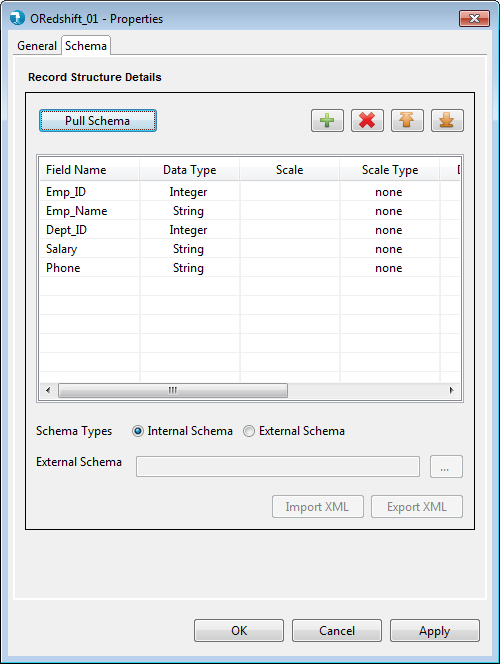 ORedshift_01 - Properties
General Schema
Record Structure Details
Pull Schema
Field Name Data Type Scale Scale Type
Emp_ID Integer none
Emp_Name String none
Dept_ID Integer none
Salary String none
Phone String none
Schema Types Internal Schema External Schema
External Schema ...
Import XML Export XML
OK Cancel Apply